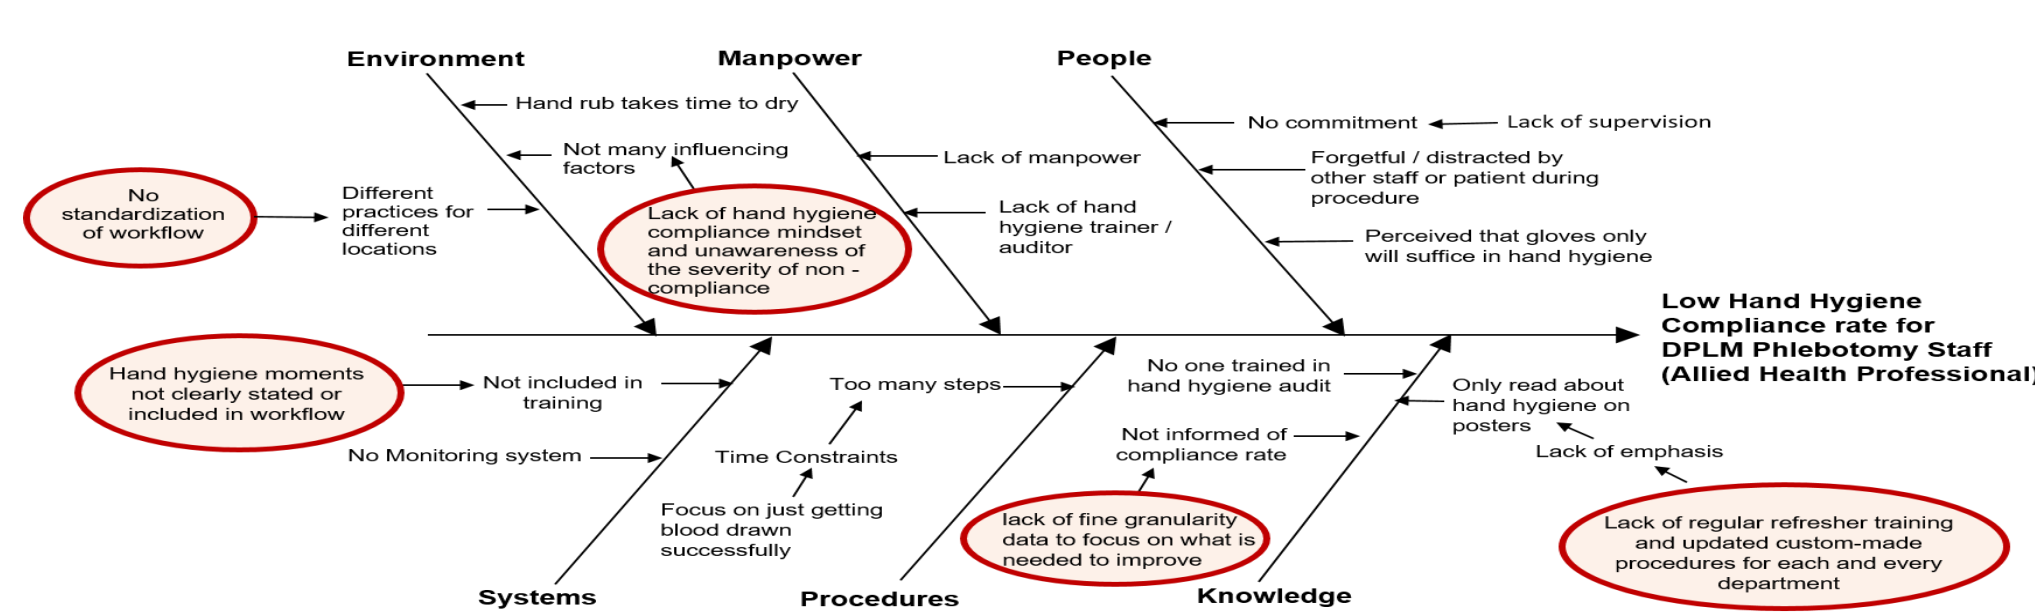 Environment
Manpower
People
Hand rub takes time to dry
Not many influencing
factors
No
standardization
of workflow
Different
practices for
different
locations
Lack of hand hygiene
compliance mindset
and unawareness of
the severity of non -
compliance
Lack of manpower
Lack of hand
hygiene trainer /
auditor
No commitment
Lack of supervision
Forgetful / distracted by
other staff or patient during
procedure
Perceived that gloves only
will suffice in hand hygiene
Low Hand Hygiene
Compliance rate for
DPLM Phlebotomy Staff
(Allied Health Professional)
Hand hygiene moments
not clearly stated or
included in workflow
Not included in
training
No Monitoring system
Too many steps
Time Constraints
Focus on just getting
blood drawn
successfully
No one trained in
hand hygiene audit
Not informed of
compliance rate
lack of fine granularity
data to focus on what is
needed to improve
Only read about
hand hygiene on
posters
Lack of emphasis
Lack of regular refresher training
and updated custom-made
procedures for each and every
department
Systems
Procedures
Knowledge